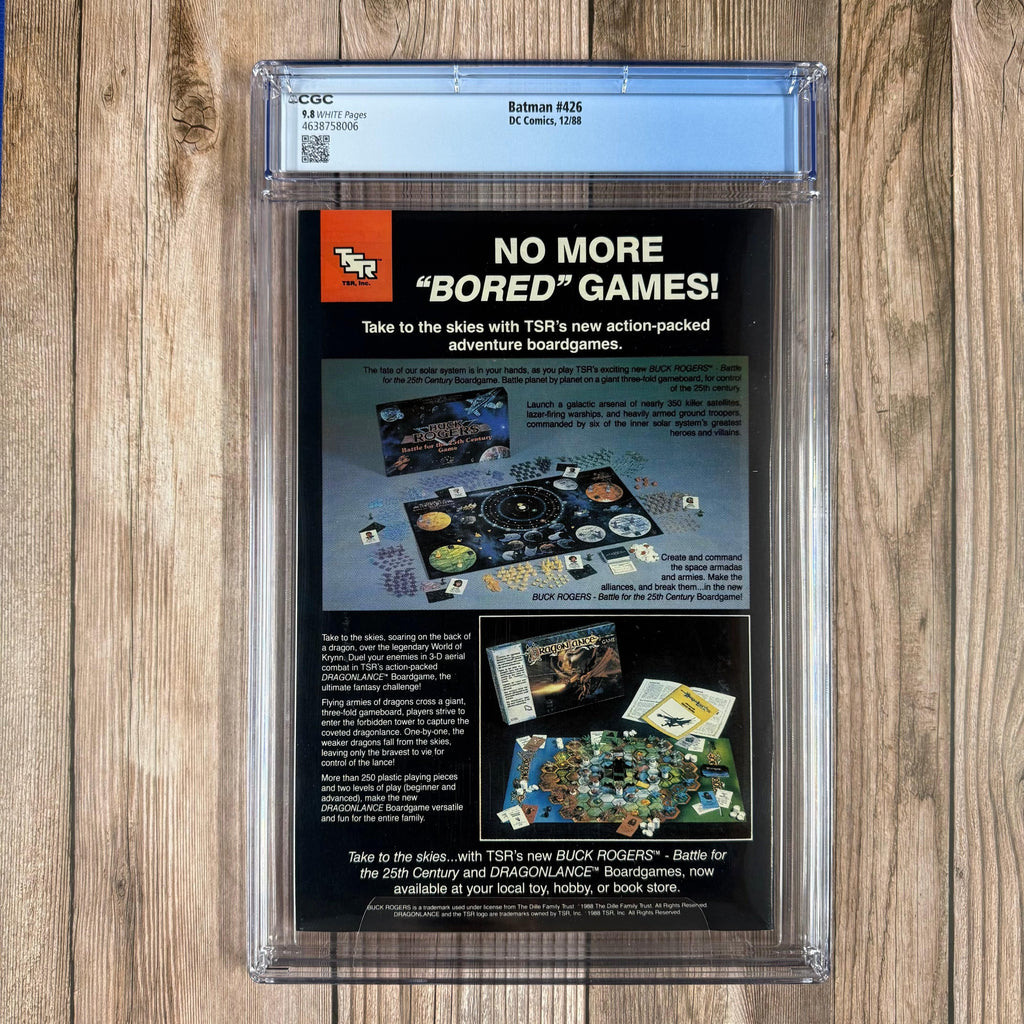 CGC
9.8 WHITE Pages
4638758006
Batman #426
DC Comics, 12/88
TSR
TSR, Inc.
NO MORE
“BORED” GAMES!
Take to the skies with TSR's new action-packed
adventure boardgames.
The fate of our solar system is in your hands, as you play TSR's exciting new BUCK ROGERS™ - Battle
for the 25th Century Boardgame. Battle planet by planet on a giant three-fold gameboard, for control
of the 25th century.
Launch a galactic arsenal of nearly 350 killer satellites,
lazer-firing warships, and heavily armed ground troopers,
commanded by six of the inner solar system's greatest
heroes and villains.
BUCK
ROGERS
Battle for the 25th Century
Game
Create and command
the space armadas
and armies. Make the
alliances, and break them...in the new
BUCK ROGERS - Battle for the 25th Century Boardgame!
Take to the skies, soaring on the back of
a dragon, over the legendary World of
Krynn. Duel your enemies in 3-D aerial
combat in TSR's action-packed
DRAGONLANCE™ Boardgame, the
ultimate fantasy challenge!
Flying armies of dragons cross a giant,
three-fold gameboard, players strive to
enter the forbidden tower to capture the
coveted dragonlance. One-by-one, the
weaker dragons fall from the skies,
leaving only the bravest to vie for
control of the lance!
More than 250 plastic playing pieces
and two levels of play (beginner and
advanced), make the new
DRAGONLANCE Boardgame versatile
and fun for the entire family.
DRAGONLANCE GAME
Take to the skies...with TSR's new BUCK ROGERS™ - Battle for
the 25th Century and DRAGONLANCE™ Boardgames, now
available at your local toy, hobby, or book store.
BUCK ROGERS is a trademark used under license from The Dille Family Trust. ©1988 The Dille Family Trust. All Rights Reserved.
DRAGONLANCE and the TSR logo are trademarks owned by TSR, Inc. ©1988 TSR, Inc. All Rights Reserved.